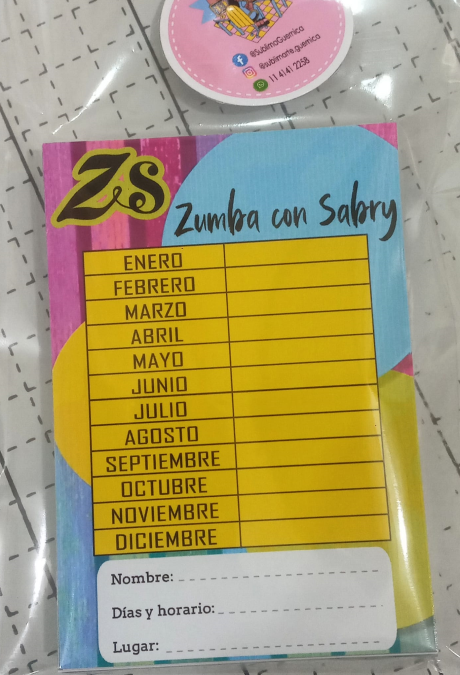 @sublimoGuernica
@sublimarte.guernica
11 4141 2258
ZS
Zumba con Sabry
ENERO
FEBRERO
MARZO
ABRIL
MAYO
JUNIO
JULIO
AGOSTO
SEPTIEMBRE
OCTUBRE
NOVIEMBRE
DICIEMBRE
Nombre:
Días y horario:
Lugar: